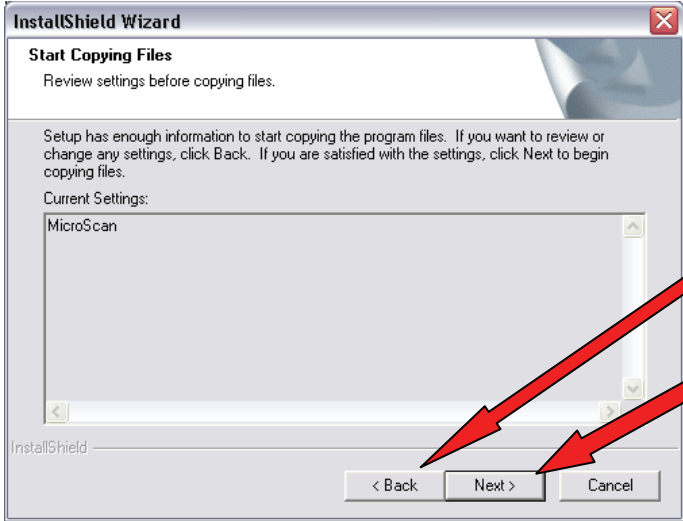 InstallShield Wizard
Start Copying Files
Review settings before copying files.
Setup has enough information to start copying the program files. If you want to review or
change any settings, click Back. If you are satisfied with the settings, click Next to begin
copying files.
Current Settings:
MicroScan
InstallShield
< Back Next > Cancel